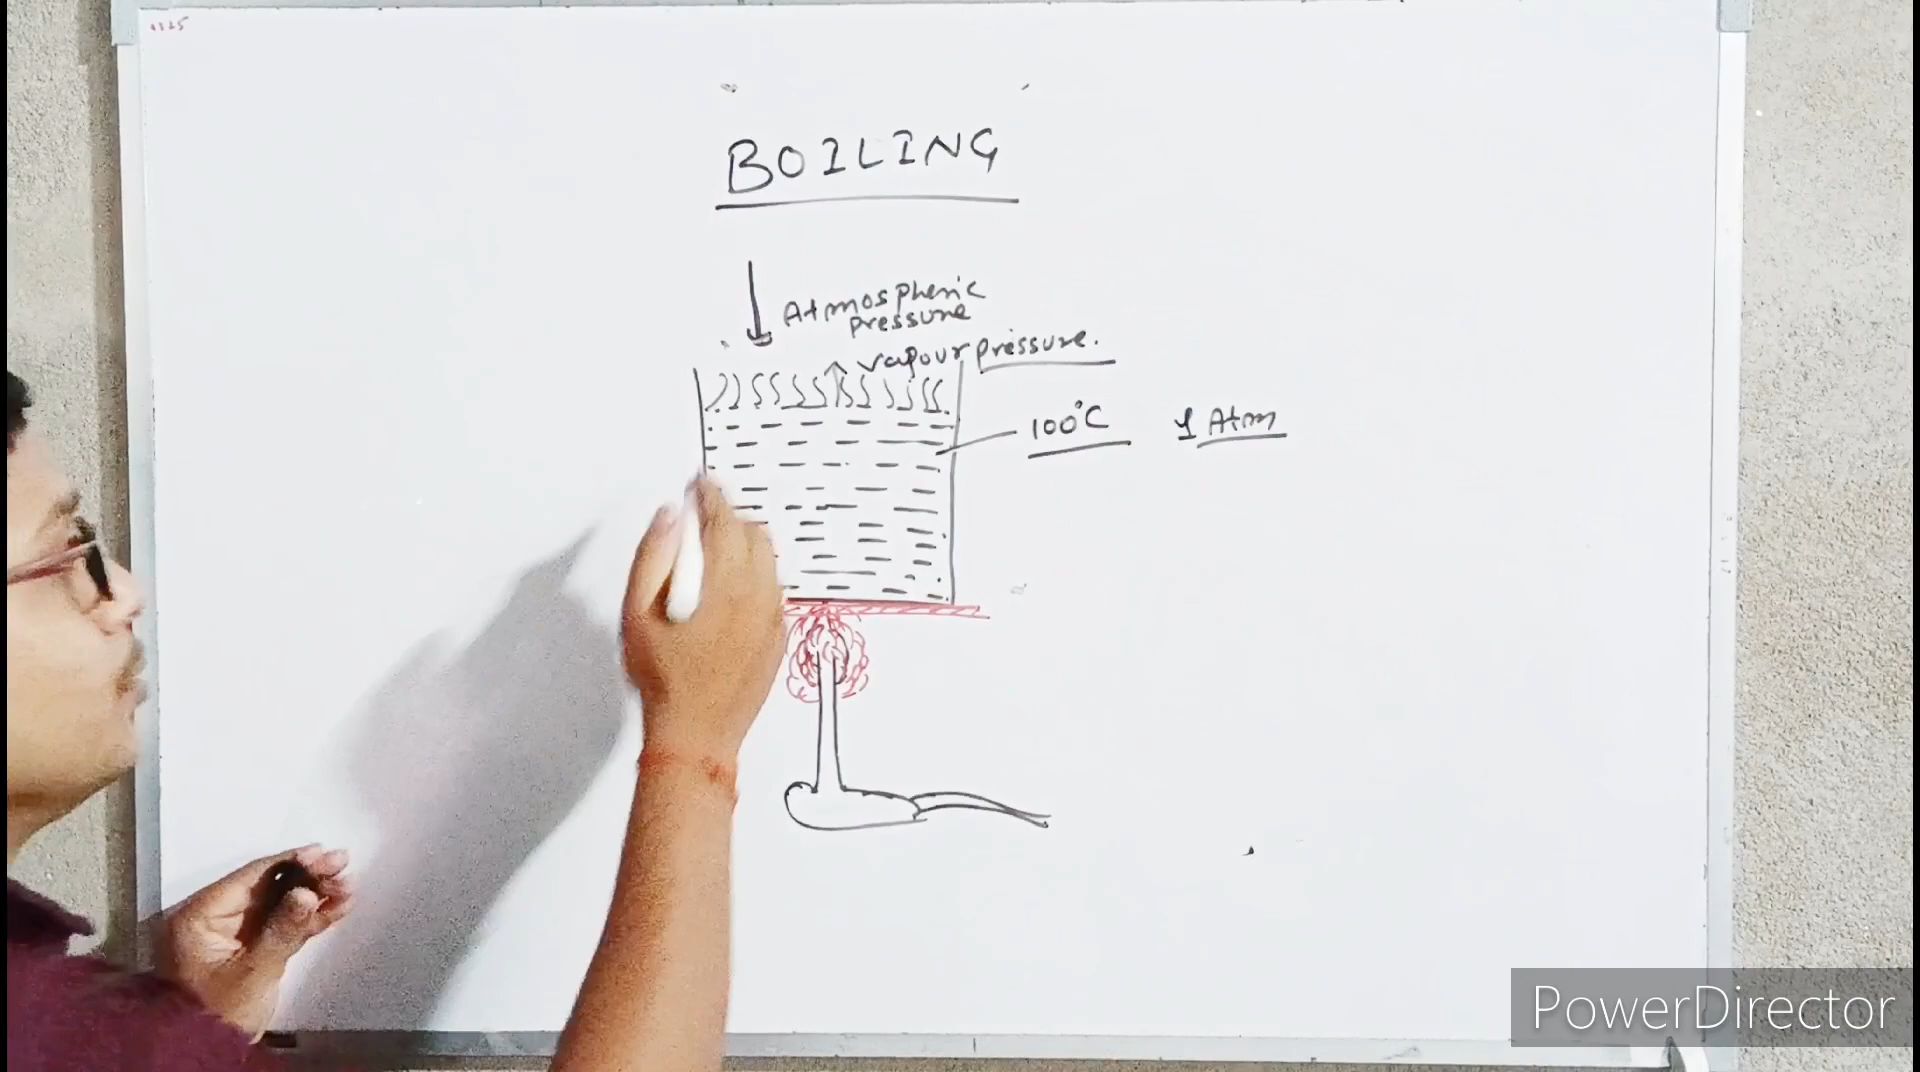 BOILING
Atmospheric
pressure
vapour pressure.
100°C 1 Atm
PowerDirector